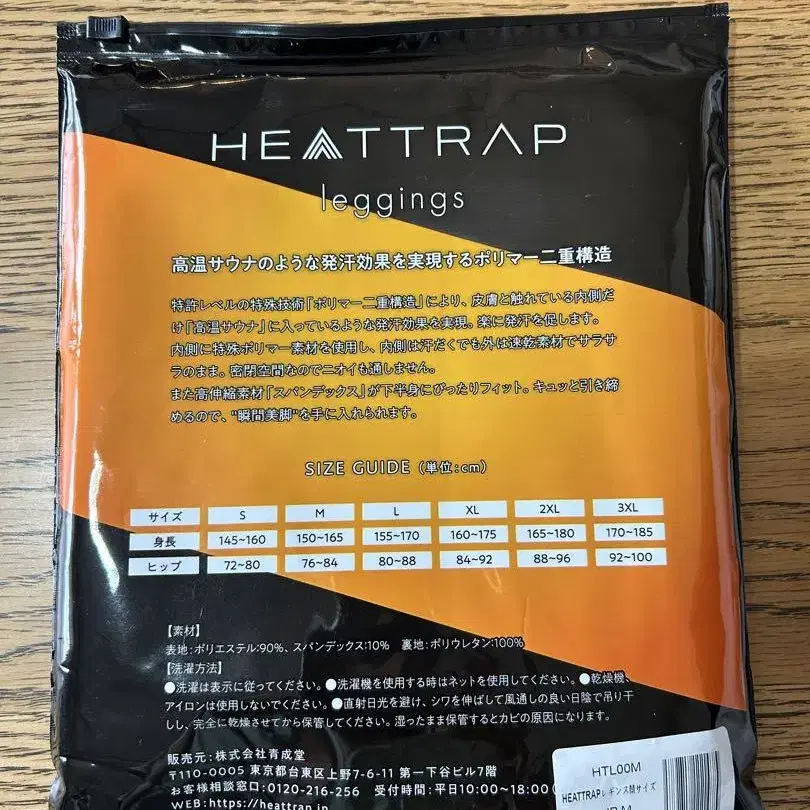 HEATTRAP
leggings
高温サウナのような発汗効果を実現するポリマー二重構造
特許レベルの特殊技術「ポリマー二重構造」により、皮膚と触れている内側だ
け「高温サウナ」に入っているような発汗効果を実現。楽に発汗を促します。
内側に特殊ポリマー素材を使用し、内側は汗だくでも外は速乾素材でサラサ
ラのまま。密閉空間なのでニオイも通しません。
また高伸縮素材「スパンデックス」が下半身にぴったりフィット。キュッと引き締
めるので、"瞬間美脚"を手に入れられます。
SIZE GUIDE (単位:cm)
サイズ S M L XL 2XL 3XL
身長 145~160 150~165 155~170 160~175 165~180 170~185
ヒップ 72~80 76~84 80~88 84~92 88~96 92~100
【素材】
表地:ポリエステル:90%、スパンデックス:10% 裏地:ポリウレタン:100%
【洗濯方法】
●洗濯は表示に従ってください。●洗濯機を使用する時はネットを使用してください。●乾燥機、
アイロンは使用しないでください。●直射日光を避け、シワを伸ばして風通しの良い日陰で吊り干
しし、完全に乾燥させてから保管してください。湿ったまま保管するとカビの原因になります。
販売元:株式会社青成堂
〒110-0005 東京都台東区上野7-6-11 第一下谷ビル7階
お客様相談窓口:0120-216-256 受付時間:平日10:00~18:00
WEB:https://heattrap.jp
HTL00M
HEATTRAPレギンス単サイズ